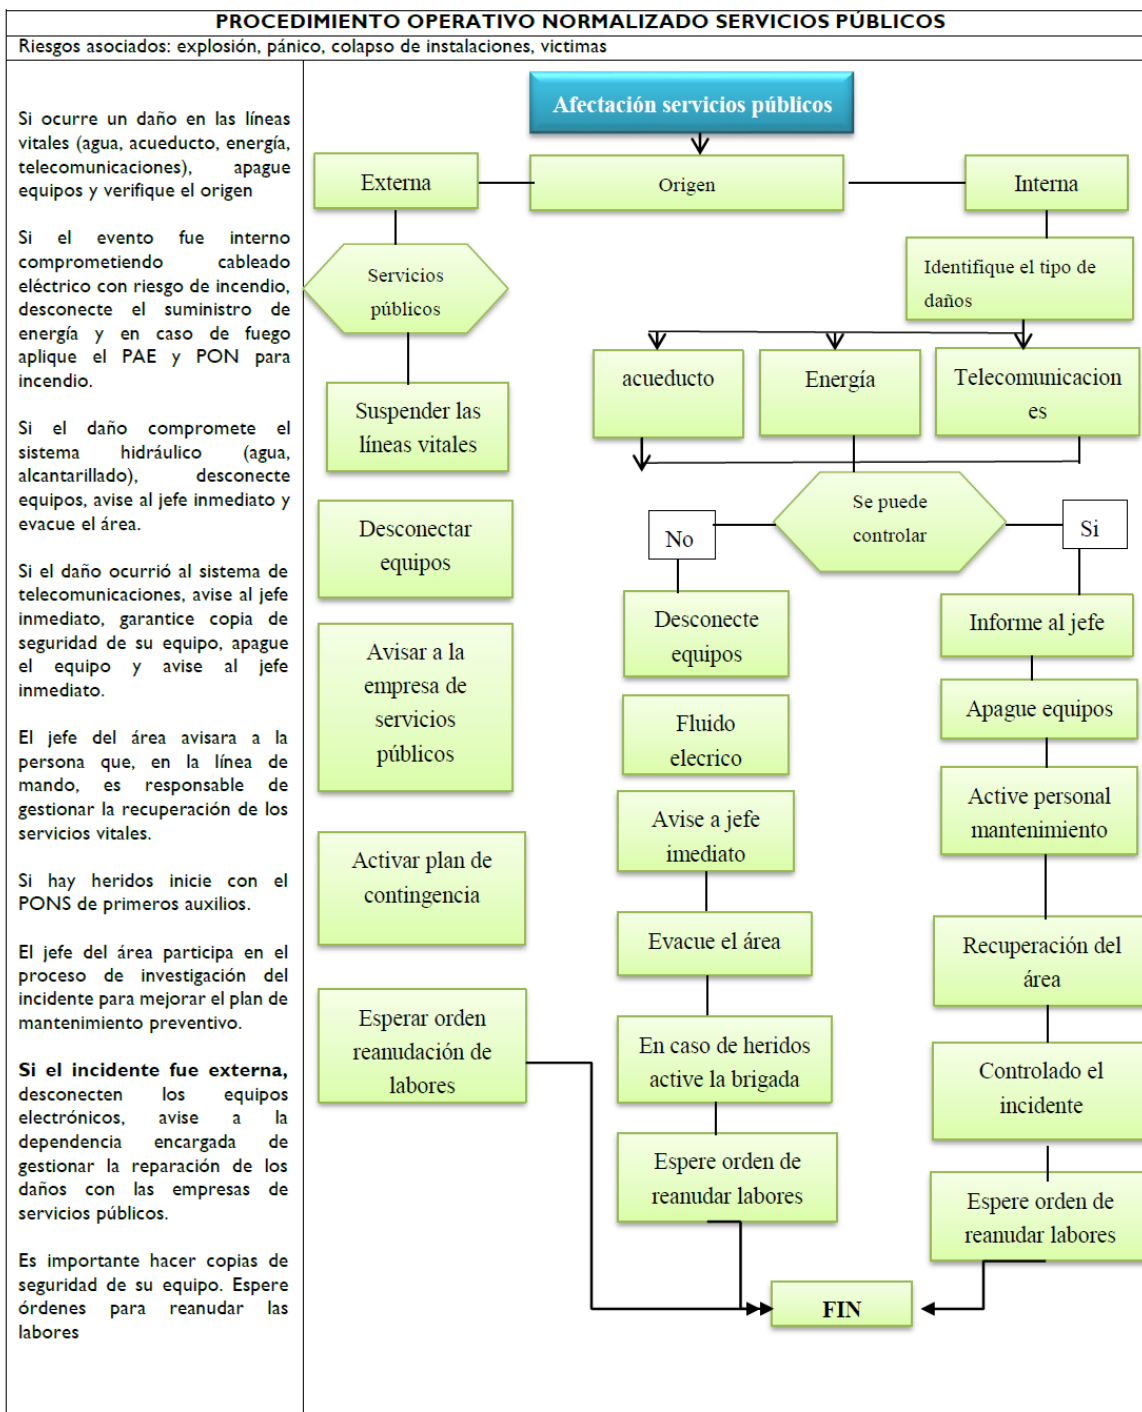 PROCEDIMIENTO OPERATIVO NORMALIZADO SERVICIOS PÚBLICOS
Riesgos asociados: explosión, pánico, colapso de instalaciones, victimas
Si ocurre un daño en las líneas
vitales (agua, acueducto, energía,
telecomunicaciones), apague
equipos y verifique el origen
Si el evento fue interno
comprometiendo cableado
eléctrico con riesgo de incendio,
desconecte el suministro de
energía y en caso de fuego
aplique el PAE y PON para
incendio.
Si el daño compromete el
sistema hidráulico (agua,
alcantarillado), desconecte
equipos, avise al jefe inmediato y
evacue el área.
Si el daño ocurrió al sistema de
telecomunicaciones, avise al jefe
inmediato, garantice copia de
seguridad de su equipo, apague
el equipo y avise al jefe
inmediato.
El jefe del área avisara a la
persona que, en la línea de
mando, es responsable de
gestionar la recuperación de los
servicios vitales.
Si hay heridos inicie con el
PONS de primeros auxilios.
El jefe del área participa en el
proceso de investigación del
incidente para mejorar el plan de
mantenimiento preventivo.
Si el incidente fue externa,
desconecten los equipos
electrónicos, avise a la
dependencia encargada de
gestionar la reparación de los
daños con las empresas de
servicios públicos.
Es importante hacer copias de
seguridad de su equipo. Espere
órdenes para reanudar las
labores
Afectación servicios públicos
Externa
Origen
Interna
Servicios
públicos
Identifique el tipo de
daños
acueducto
Energía
Telecomunicacion
es
Suspender las
líneas vitales
Se puede
controlar
No
Si
Desconectar
equipos
Avisar a la
empresa de
servicios
públicos
Activar plan de
contingencia
Esperar orden
reanudación de
labores
Desconecte
equipos
Fluido
elecrico
Avise a jefe
imediato
Evacue el área
En caso de heridos
active la brigada
Espere orden de
reanudar labores
Informe al jefe
Apague equipos
Active personal
mantenimiento
Recuperación del
área
Controlado el
incidente
Espere orden de
reanudar labores
FIN